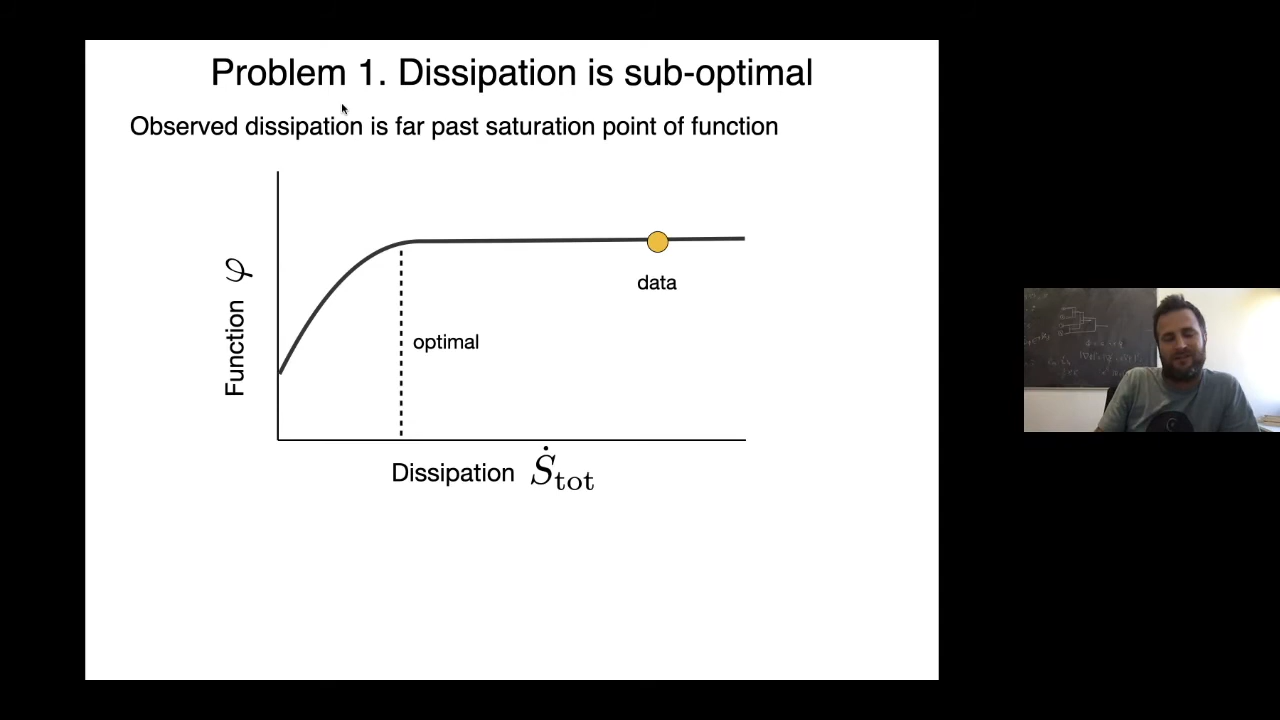 Problem 1. Dissipation is sub-optimal
Observed dissipation is far past saturation point of function
Function φ
data
optimal
Dissipation Ṡtot